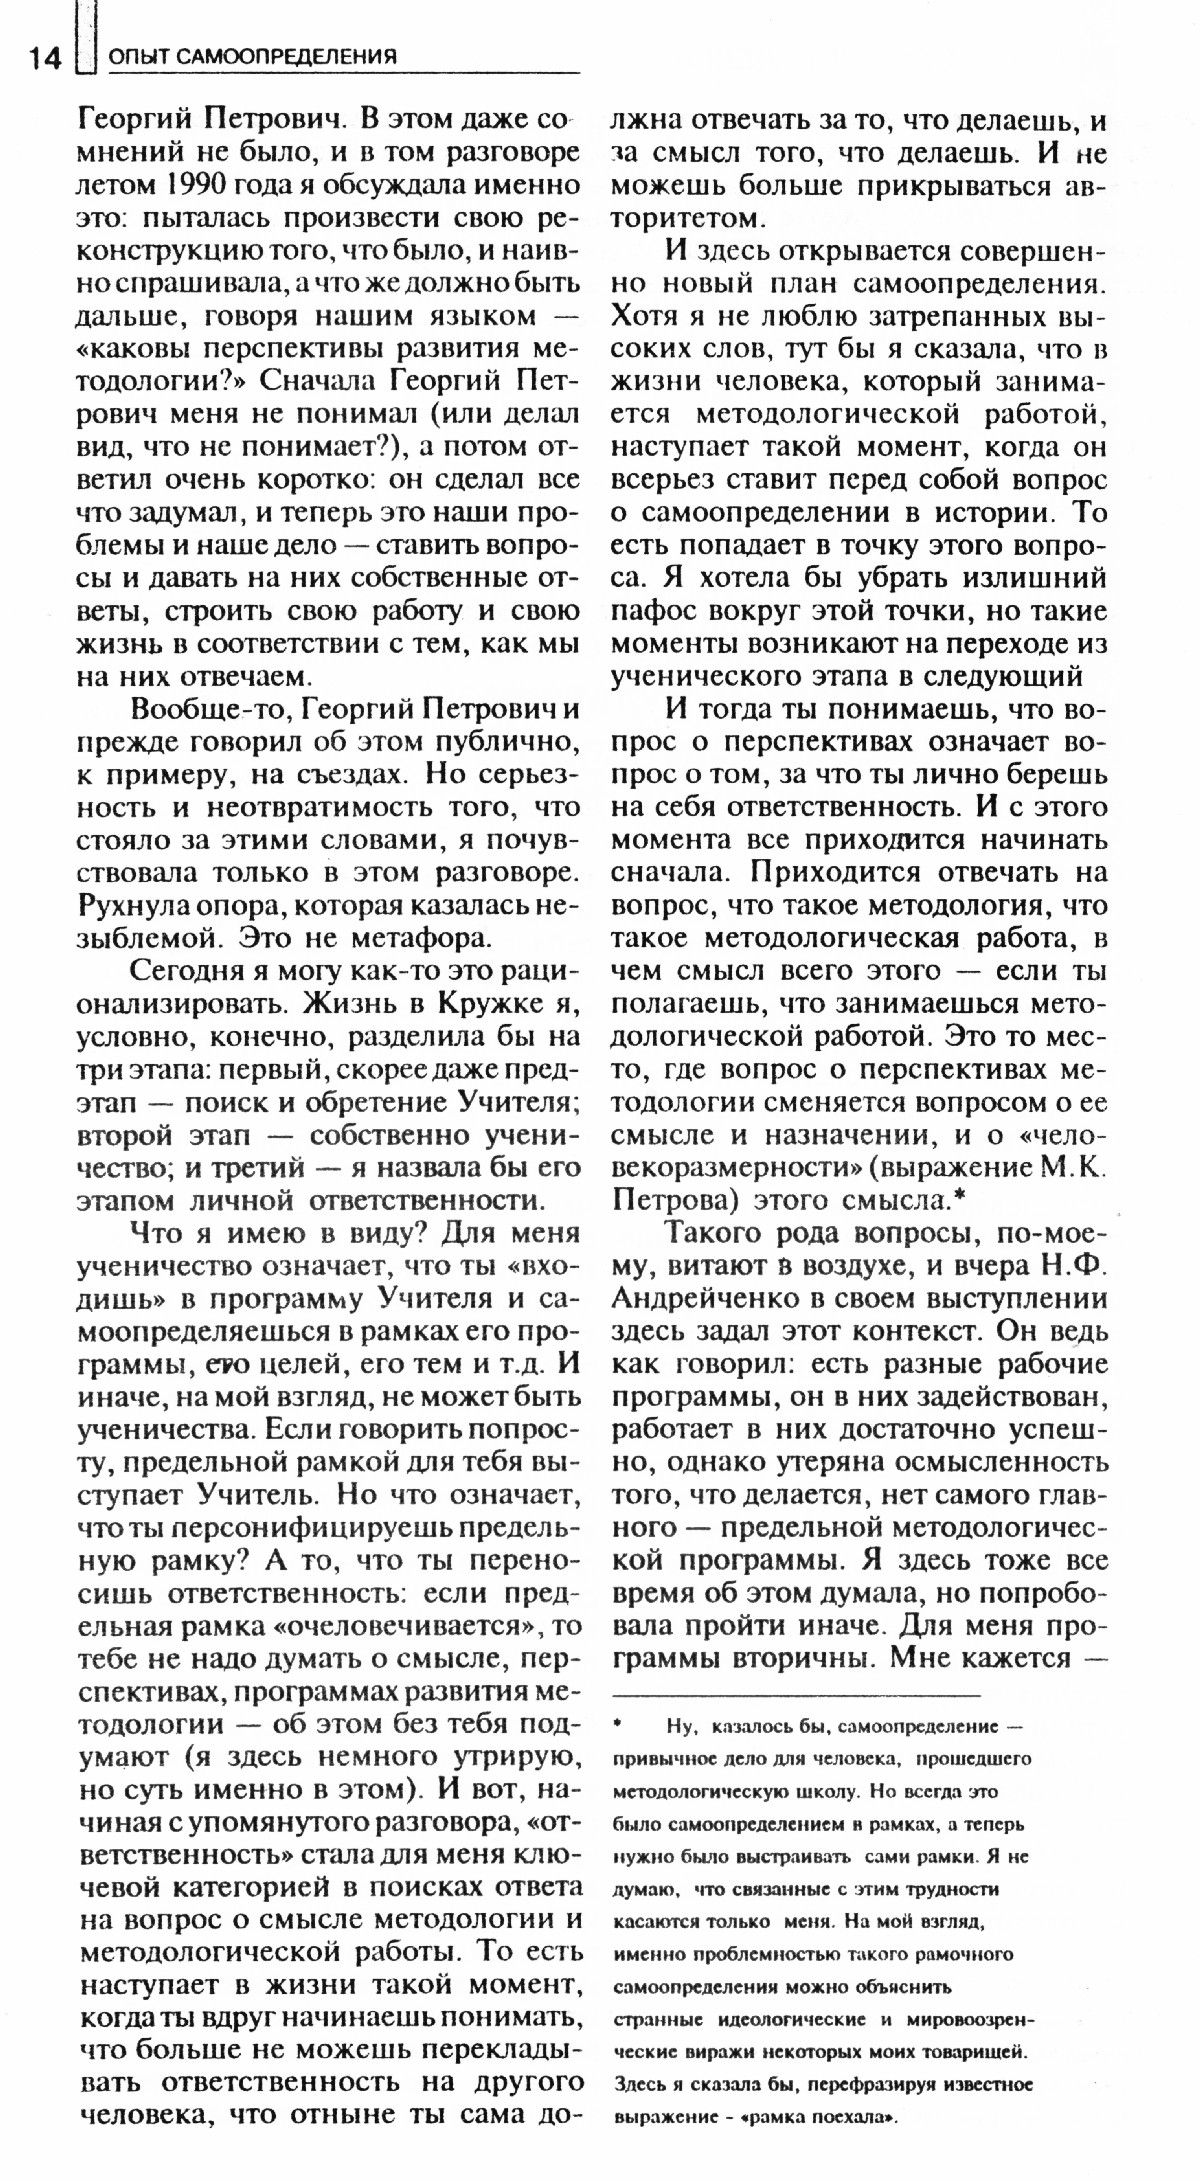 14
ОПЫТ САМООПРЕДЕЛЕНИЯ
Георгий Петрович. В этом даже со-
мнений не было, и в том разговоре
летом 1990 года я обсуждала именно
это: пыталась произвести свою ре-
конструкцию того, что было, и наив-
но спрашивала, а что же должно быть
дальше, говоря нашим языком —
«каковы перспективы развития ме-
тодологии?» Сначала Георгий Пет-
рович меня не понимал (или делал
вид, что не понимает?), а потом от-
ветил очень коротко: он сделал все
что задумал, и теперь это наши про-
блемы и наше дело — ставить вопро-
сы и давать на них собственные от-
веты, строить свою работу и свою
жизнь в соответствии с тем, как мы
на них отвечаем.
Вообще-то, Георгий Петрович и
прежде говорил об этом публично,
к примеру, на съездах. Но серьез-
ность и неотвратимость того, что
стояло за этими словами, я почув-
ствовала только в этом разговоре.
Рухнула опора, которая казалась не-
зыблемой. Это не метафора.
Сегодня я могу как-то это раци-
онализировать. Жизнь в Кружке я,
условно, конечно, разделила бы на
три этапа: первый, скорее даже пред-
этап — поиск и обретение Учителя;
второй этап — собственно учени-
чество; и третий — я назвала бы его
этапом личной ответственности.
Что я имею в виду? Для меня
ученичество означает, что ты «вхо-
дишь» в программу Учителя и са-
моопределяешься в рамках его про-
граммы, его целей, его тем и т.д. И
иначе, на мой взгляд, не может быть
ученичества. Если говорить попрос-
ту, предельной рамкой для тебя вы-
ступает Учитель. Но что означает,
что ты персонифицируешь предель-
ную рамку? А то, что ты перено-
сишь ответственность: если пред-
ельная рамка «очеловечивается», то
тебе не надо думать о смысле, пер-
спективах, программах развития ме-
тодологии — об этом без тебя под-
умают (я здесь немного утрирую,
но суть именно в этом). И вот, на-
чиная с упомянутого разговора, «от-
ветственность» стала для меня клю-
чевой категорией в поисках ответа
на вопрос о смысле методологии и
методологической работы. То есть
наступает в жизни такой момент,
когда ты вдруг начинаешь понимать,
что больше не можешь переклады-
вать ответственность на другого
человека, что отныне ты сама до-
лжна отвечать за то, что делаешь, и
за смысл того, что делаешь. И не
можешь больше прикрываться ав-
торитетом.
И здесь открывается совершен-
но новый план самоопределения.
Хотя я не люблю затрепанных вы-
соких слов, тут бы я сказала, что в
жизни человека, который занима-
ется методологической работой,
наступает такой момент, когда он
всерьез ставит перед собой вопрос
о самоопределении в истории. То
есть попадает в точку этого вопро-
са. Я хотела бы убрать излишний
пафос вокруг этой точки, но такие
моменты возникают на переходе из
ученического этапа в следующий
И тогда ты понимаешь, что во-
прос о перспективах означает во-
прос о том, за что ты лично берешь
на себя ответственность. И с этого
момента все приходится начинать
сначала. Приходится отвечать на
вопрос, что такое методология, что
такое методологическая работа, в
чем смысл всего этого — если ты
полагаешь, что занимаешься мето-
дологической работой. Это то мес-
то, где вопрос о перспективах ме-
тодологии сменяется вопросом о ее
смысле и назначении, и о «чело-
векоразмерности» (выражение М.К.
Петрова) этого смысла.*
Такого рода вопросы, по-мое-
му, витают в воздухе, и вчера Н.Ф.
Андрейченко в своем выступлении
здесь задал этот контекст. Он ведь
как говорил: есть разные рабочие
программы, он в них задействован,
работает в них достаточно успеш-
но, однако утеряна осмысленность
того, что делается, нет самого глав-
ного — предельной методологичес-
кой программы. Я здесь тоже все
время об этом думала, но попробо-
вала пройти иначе. Для меня про-
граммы вторичны. Мне кажется —
* Ну, казалось бы, самоопределение —
привычное дело для человека, прошедшего
методологическую школу. Но всегда это
было самоопределением в рамках, а теперь
нужно было выстраивать сами рамки. Я не
думаю, что связанные с этим трудности
касаются только меня. На мой взгляд,
именно проблемностью такого рамочного
самоопределения можно объяснить
странные идеологические и мировоозрен-
ческие виражи некоторых моих товарищей.
Здесь я сказала бы, перефразируя известное
выражение - «рамка поехала».